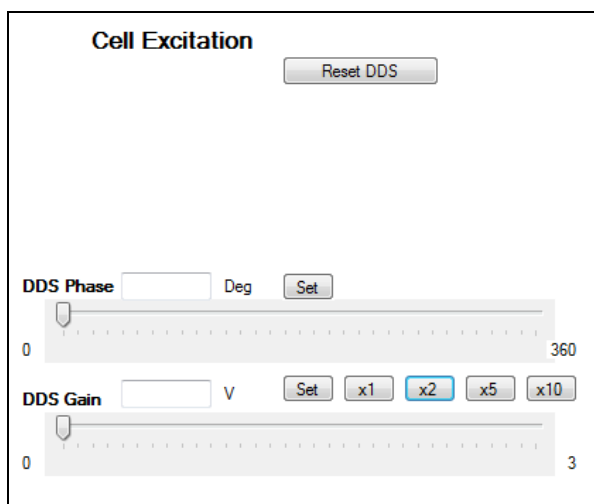 Cell Excitation
Reset DDS
DDS Phase Deg Set
0 360
DDS Gain V Set x1 x2 x5 x10
0 3